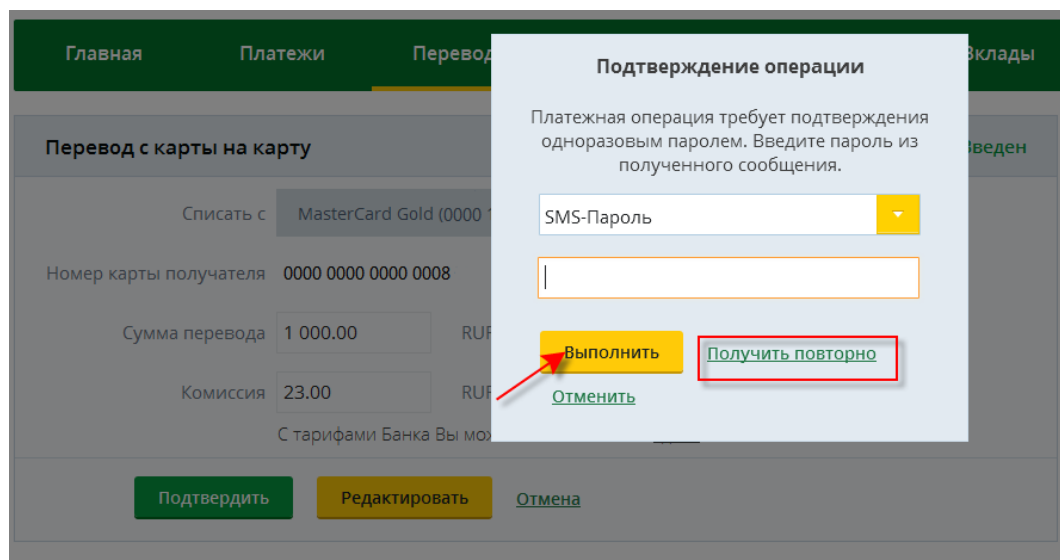 Главная Платежи Перевод Вклады
Перевод с карты на карту Введен
Списать с MasterCard Gold (0000
Номер карты получателя 0000 0000 0000 0008
Сумма перевода 1 000.00 RUR
Комиссия 23.00 RUR
С тарифами Банка Вы
Подтвердить Редактировать Отмена
Подтверждение операции
Платежная операция требует подтверждения
одноразовым паролем. Введите пароль из
полученного сообщения.
SMS-Пароль
Выполнить Получить повторно
Отменить